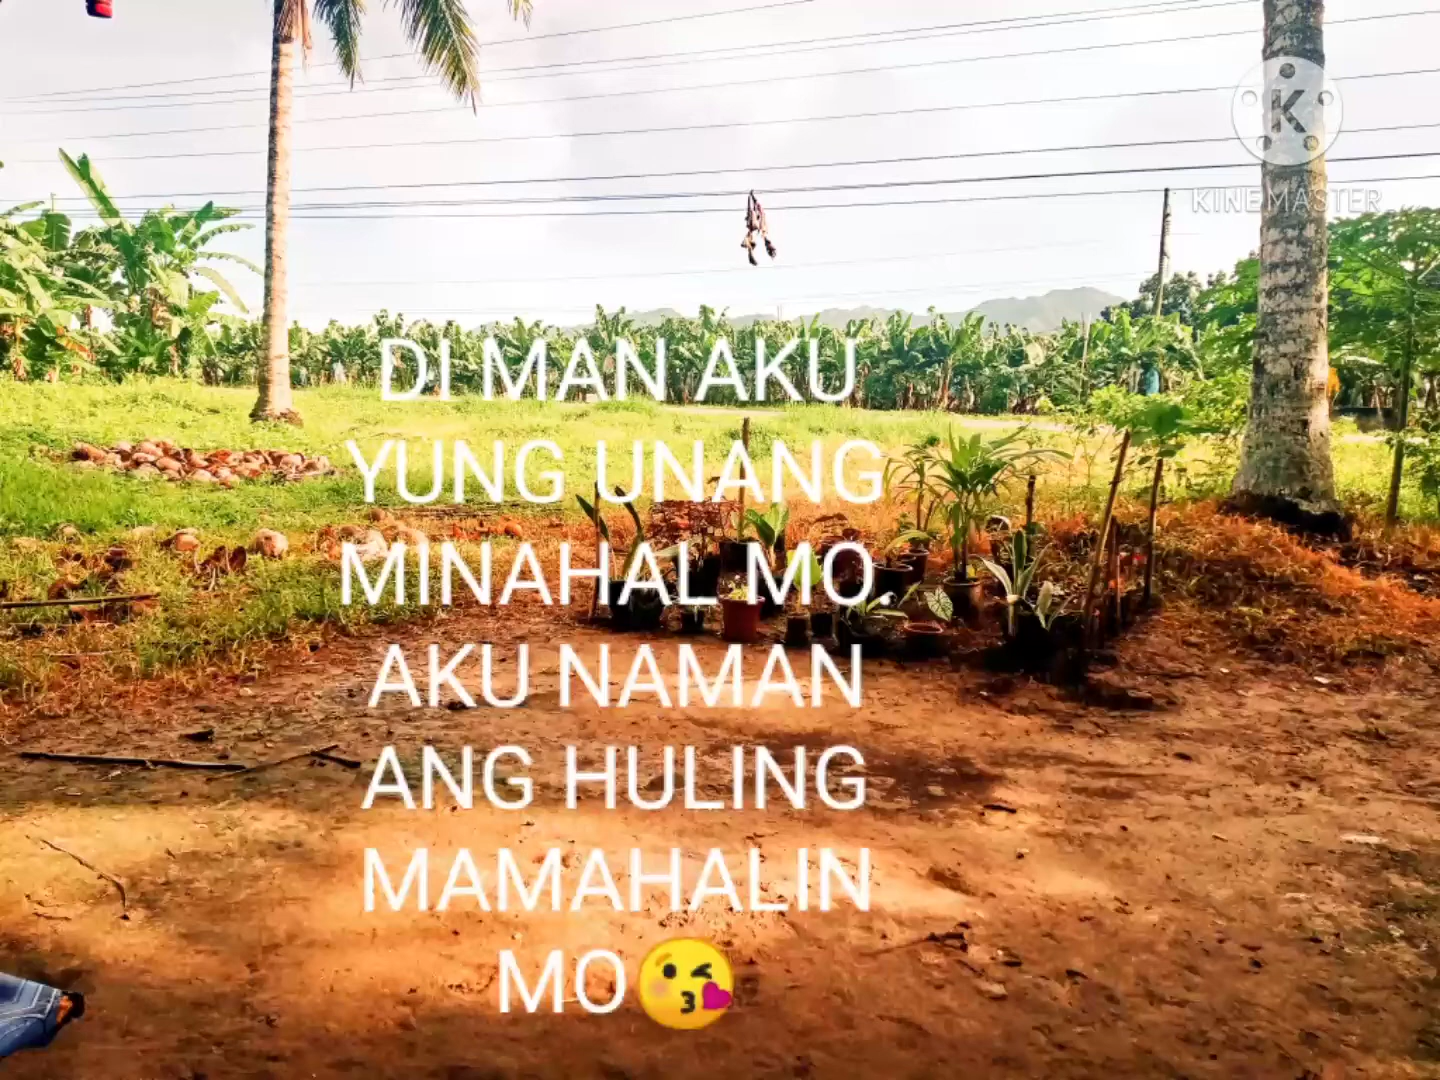 K
KINEMASTER
DI MAN AKU
YUNG UNANG
MINAHAL MO.
AKU NAMAN
ANG HULING
MAMAHALIN
MO😘